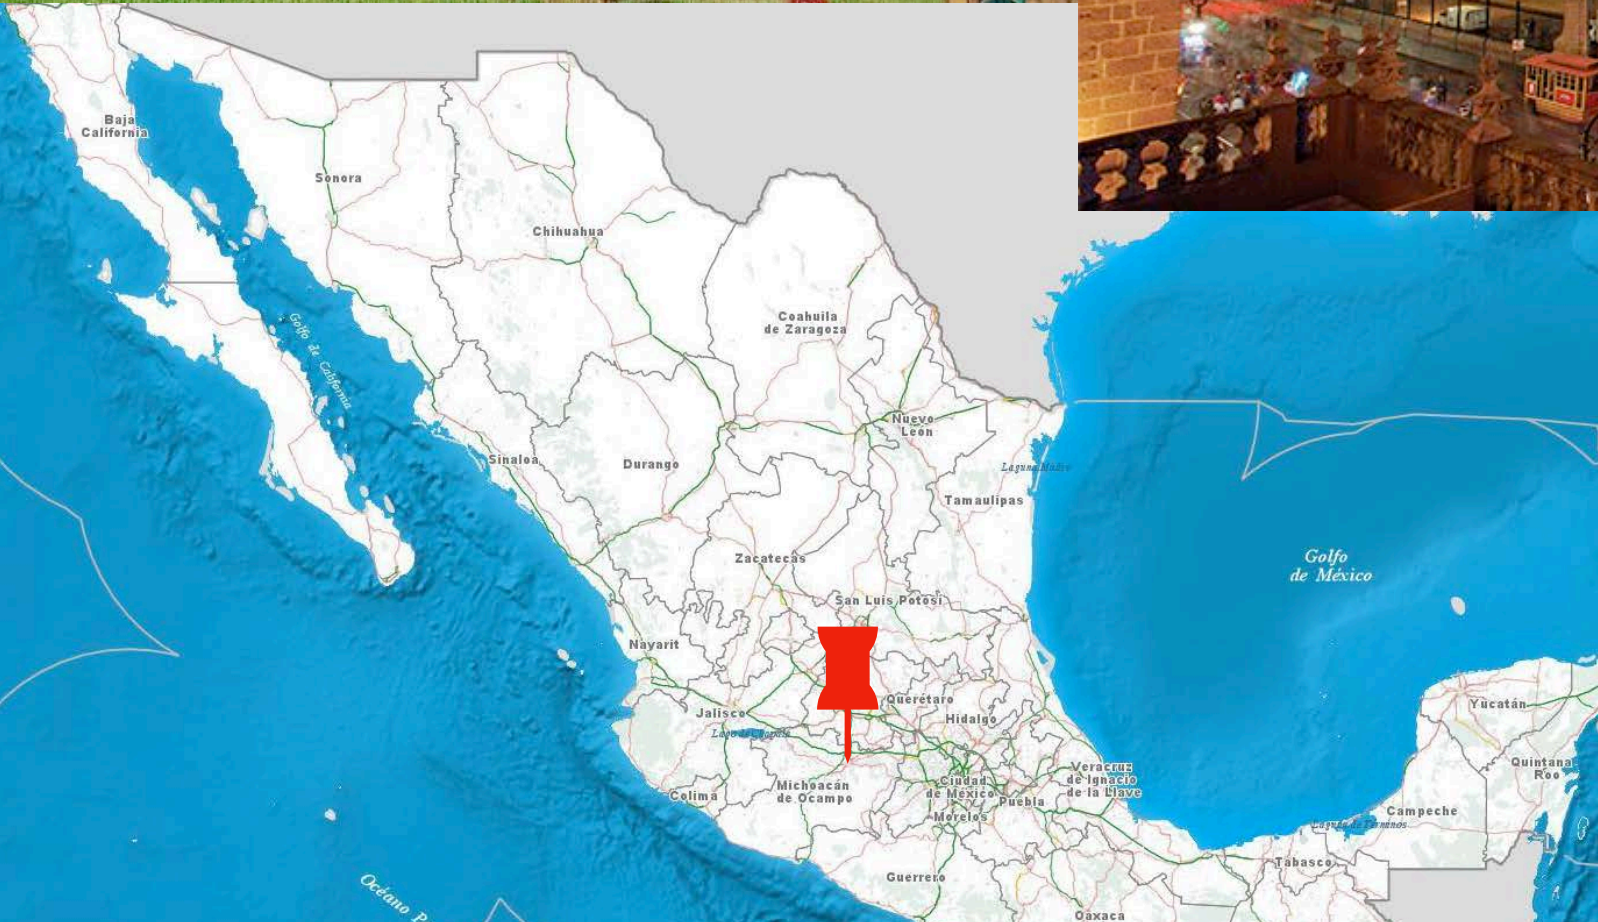 Baja
California
Sonora
Chihuahua
Coahuila
de Zaragoza
Golfo de California
Nuevo
León
Sinaloa
Durango
Laguna Madre
Tamaulipas
Golfo
de México
Zacatecas
San Luis Potosí
Nayarit
Querétaro
Jalisco
Hidalgo
Lago de Chapala
Yucatán
Michoacán
de Ocampo
Colima
Ciudad
de México
Morelos
Puebla
Veracruz
de Ignacio
de la Llave
Quintana
Roo
Campeche
Laguna de Términos
Tabasco
Guerrero
Océano P
Oaxaca